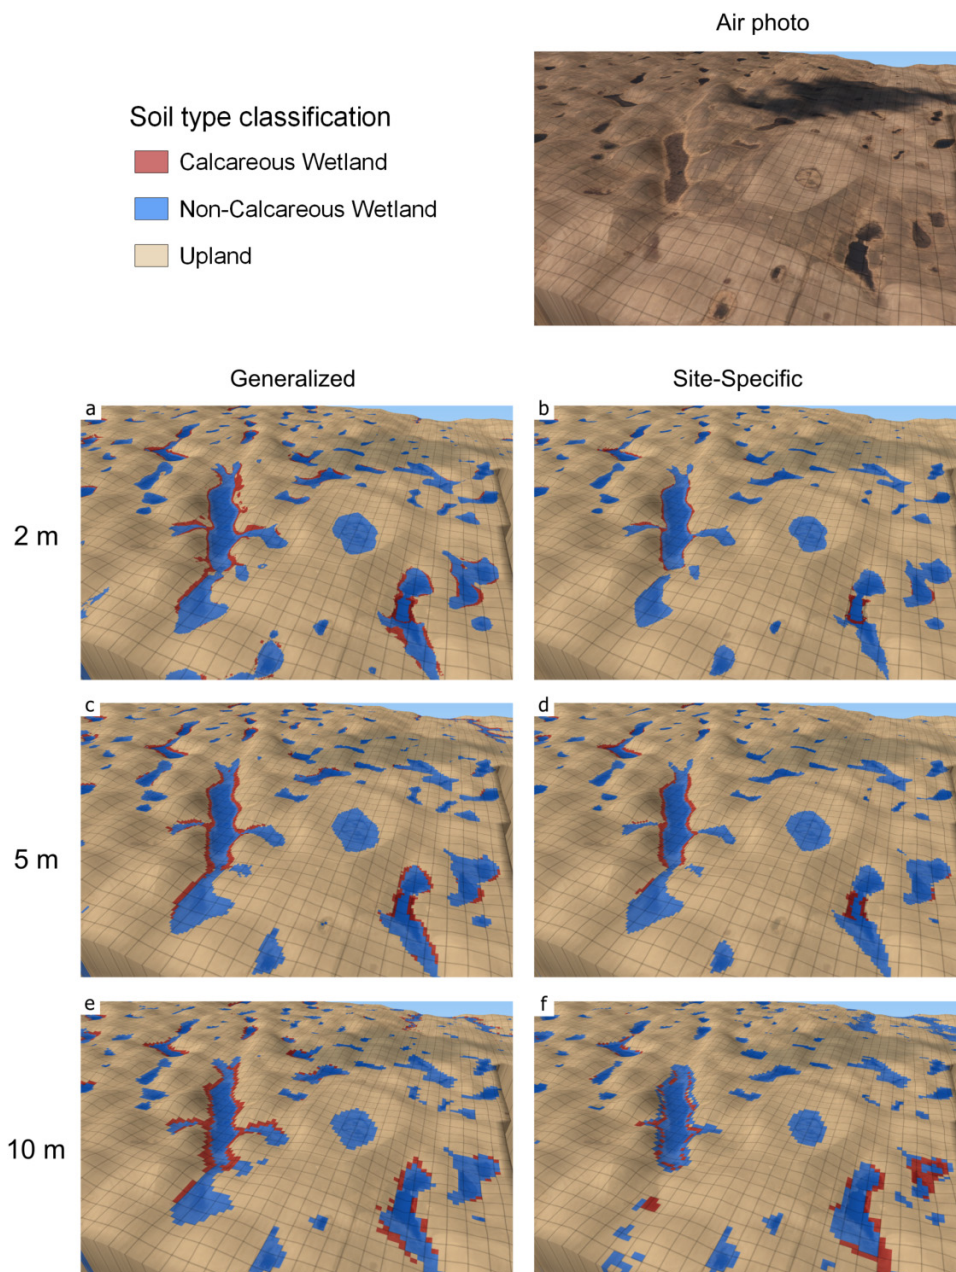 Air photo
Soil type classification
Calcareous Wetland
Non-Calcareous Wetland
Upland
Generalized
Site-Specific
a
b
2 m
c
d
5 m
e
f
10 m